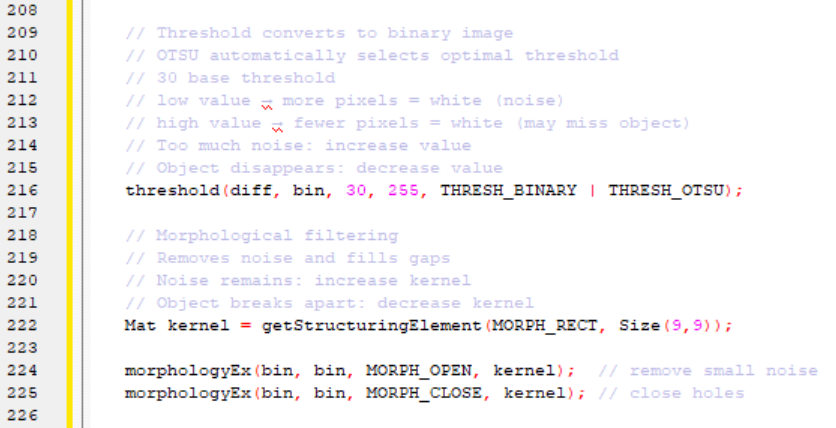 208
209 // Threshold converts to binary image
210 // OTSU automatically selects optimal threshold
211 // 30 base threshold
212 // low value → more pixels = white (noise)
213 // high value → fewer pixels = white (may miss object)
214 // Too much noise: increase value
215 // Object disappears: decrease value
216 threshold(diff, bin, 30, 255, THRESH_BINARY | THRESH_OTSU);
217
218 // Morphological filtering
219 // Removes noise and fills gaps
220 // Noise remains: increase kernel
221 // Object breaks apart: decrease kernel
222 Mat kernel = getStructuringElement(MORPH_RECT, Size(9,9));
223
224 morphologyEx(bin, bin, MORPH_OPEN, kernel);  // remove small noise
225 morphologyEx(bin, bin, MORPH_CLOSE, kernel); // close holes
226